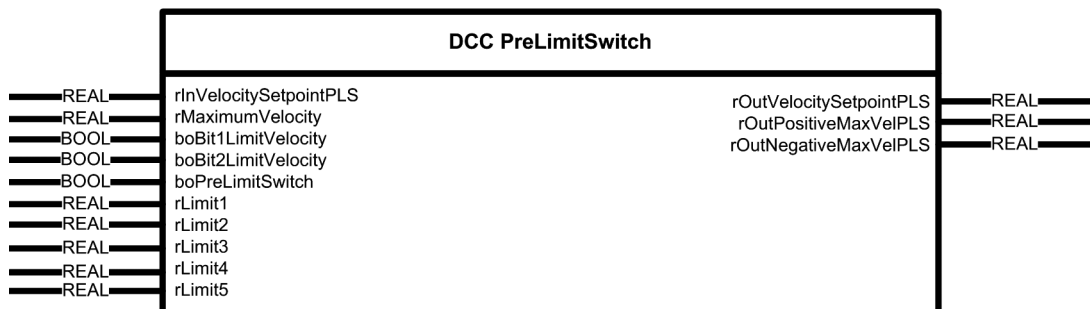 DCC PreLimitSwitch
REAL rInVelocitySetpointPLS
REAL rMaximumVelocity
BOOL boBit1LimitVelocity
BOOL boBit2LimitVelocity
BOOL boPreLimitSwitch
REAL rLimit1
REAL rLimit2
REAL rLimit3
REAL rLimit4
REAL rLimit5
rOutVelocitySetpointPLS REAL
rOutPositiveMaxVelPLS REAL
rOutNegativeMaxVelPLS REAL